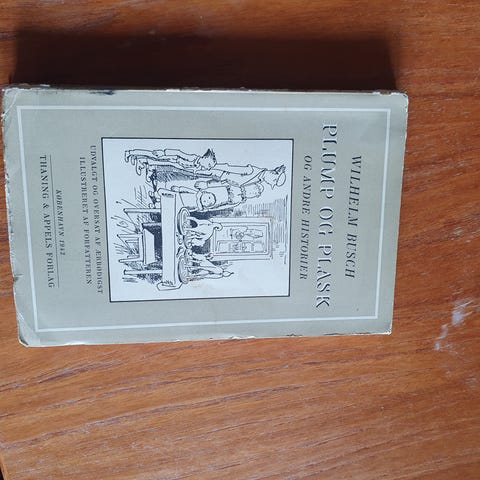 WILHELM BUSCH
PLUMP OG PLASK
OG ANDRE HISTORIER
UDVALGT OG OVERSAT AF ÆRBØDIGST
ILLUSTRERET AF FORFATTEREN
KØBENHAVN 1942
THANING & APPELS FORLAG